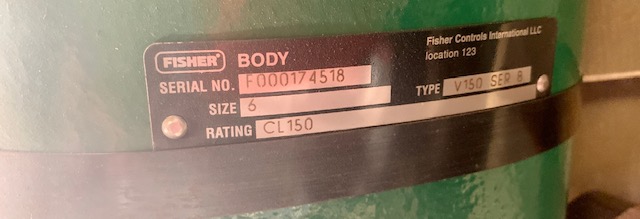 FISHER BODY
Fisher Controls International LLC
location 123
SERIAL NO. F000174518
SIZE 6 TYPE V150 SER B
RATING CL150